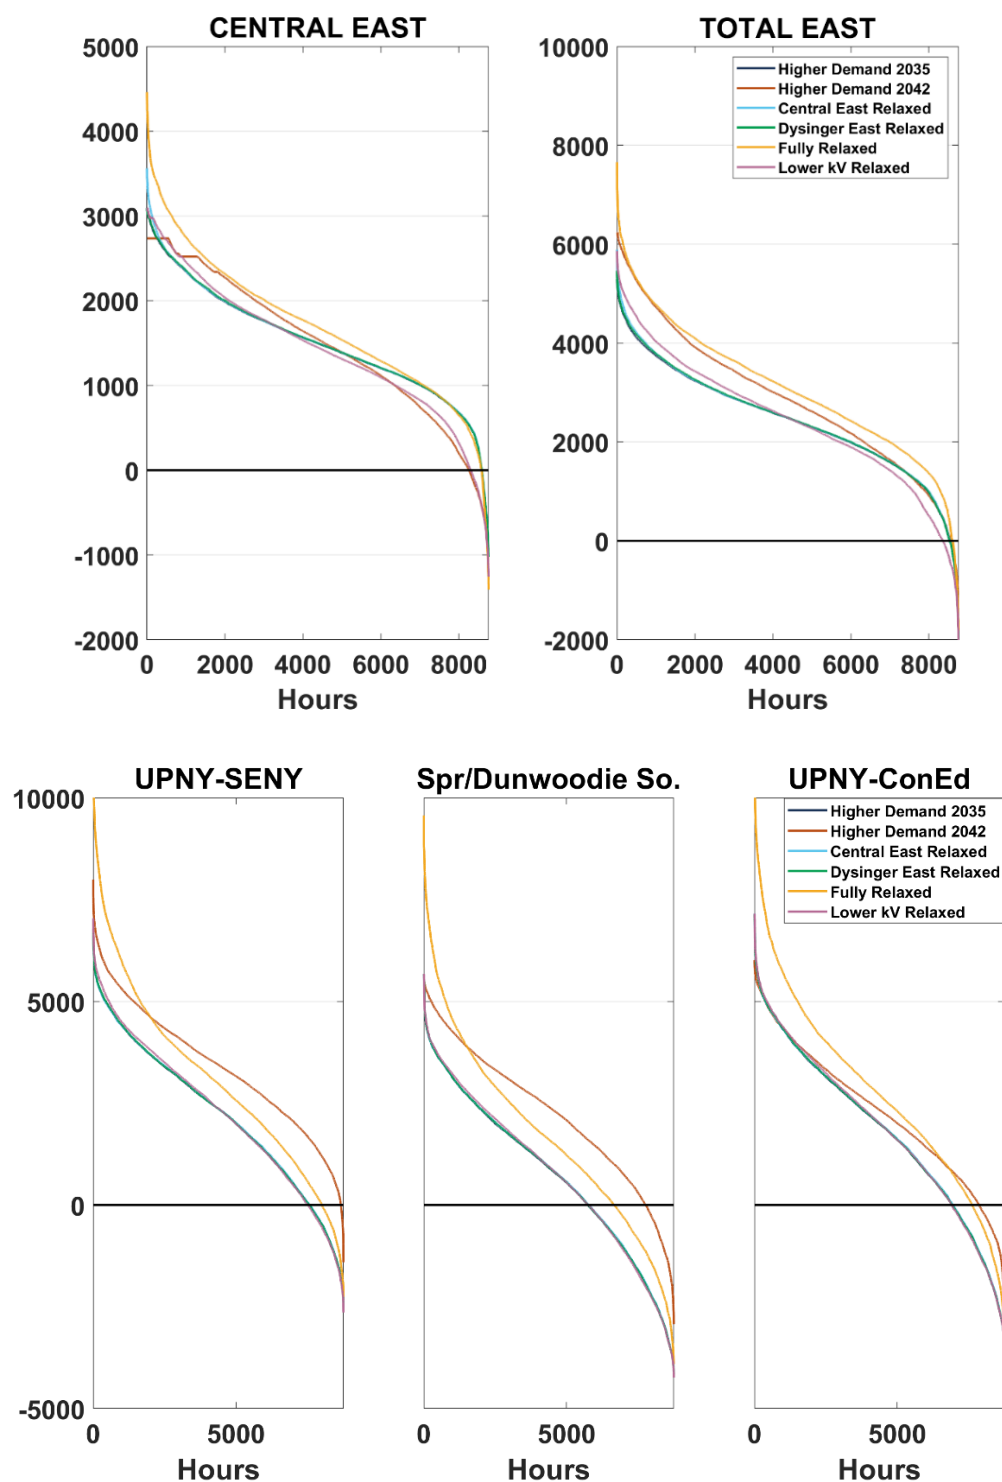 CENTRAL EAST
5000
4000
3000
2000
1000
0
-1000
-2000
0 2000 4000 6000 8000
Hours
TOTAL EAST
10000
8000
6000
4000
2000
0
-2000
Higher Demand 2035
Higher Demand 2042
Central East Relaxed
Dysinger East Relaxed
Fully Relaxed
Lower kV Relaxed
0 2000 4000 6000 8000
Hours
UPNY-SENY
10000
5000
0
-5000
0 5000
Hours
Spr/Dunwoodie So.
0 5000
Hours
UPNY-ConEd
Higher Demand 2035
Higher Demand 2042
Central East Relaxed
Dysinger East Relaxed
Fully Relaxed
Lower kV Relaxed
0 5000
Hours